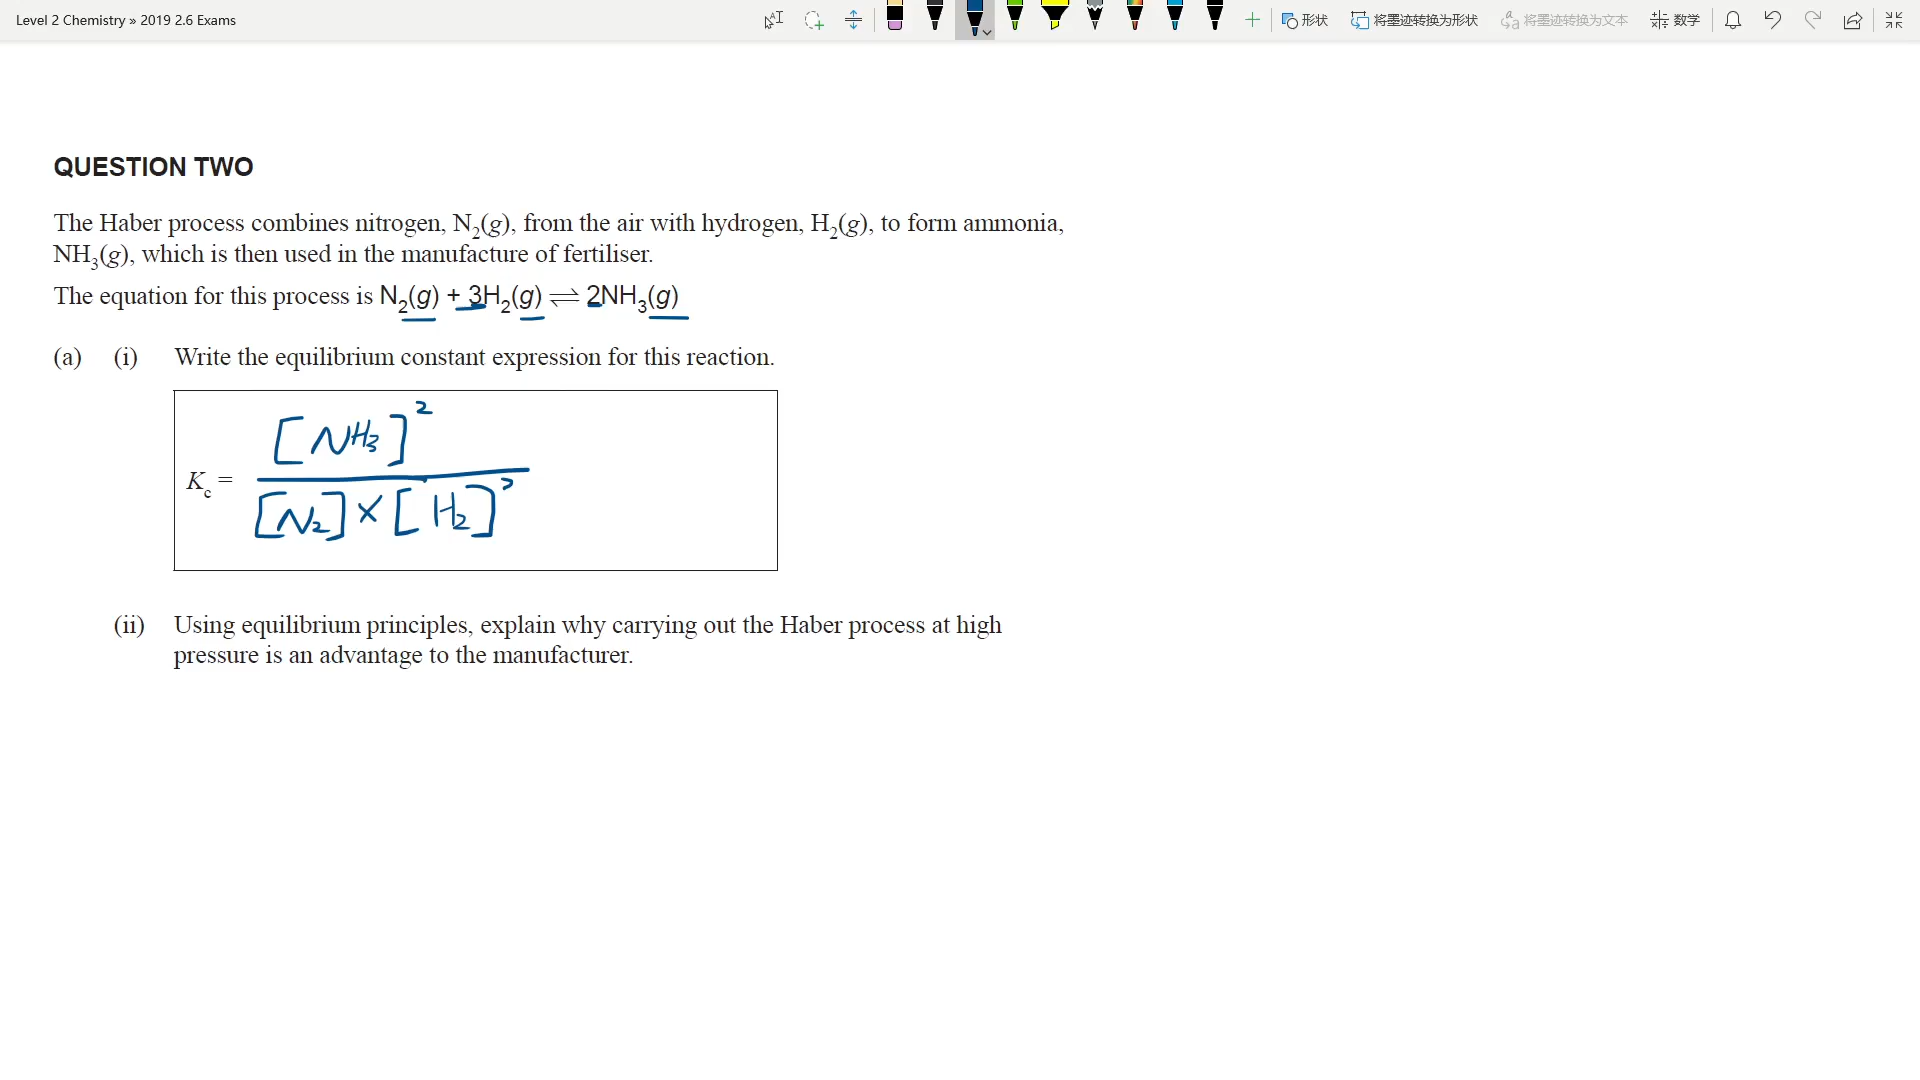 Level 2 Chemistry » 2019 2.6 Exams
形状 将墨迹转换为形状 将墨迹转换为文本 数学
QUESTION TWO
The Haber process combines nitrogen, N₂(g), from the air with hydrogen, H₂(g), to form ammonia,
NH₃(g), which is then used in the manufacture of fertiliser.
The equation for this process is N₂(g) + 3H₂(g) ⇌ 2NH₃(g)
(a) (i) Write the equilibrium constant expression for this reaction.
[NH₃]²
K꜀ =
[N₂] × [H₂]³
(ii) Using equilibrium principles, explain why carrying out the Haber process at high
pressure is an advantage to the manufacturer.